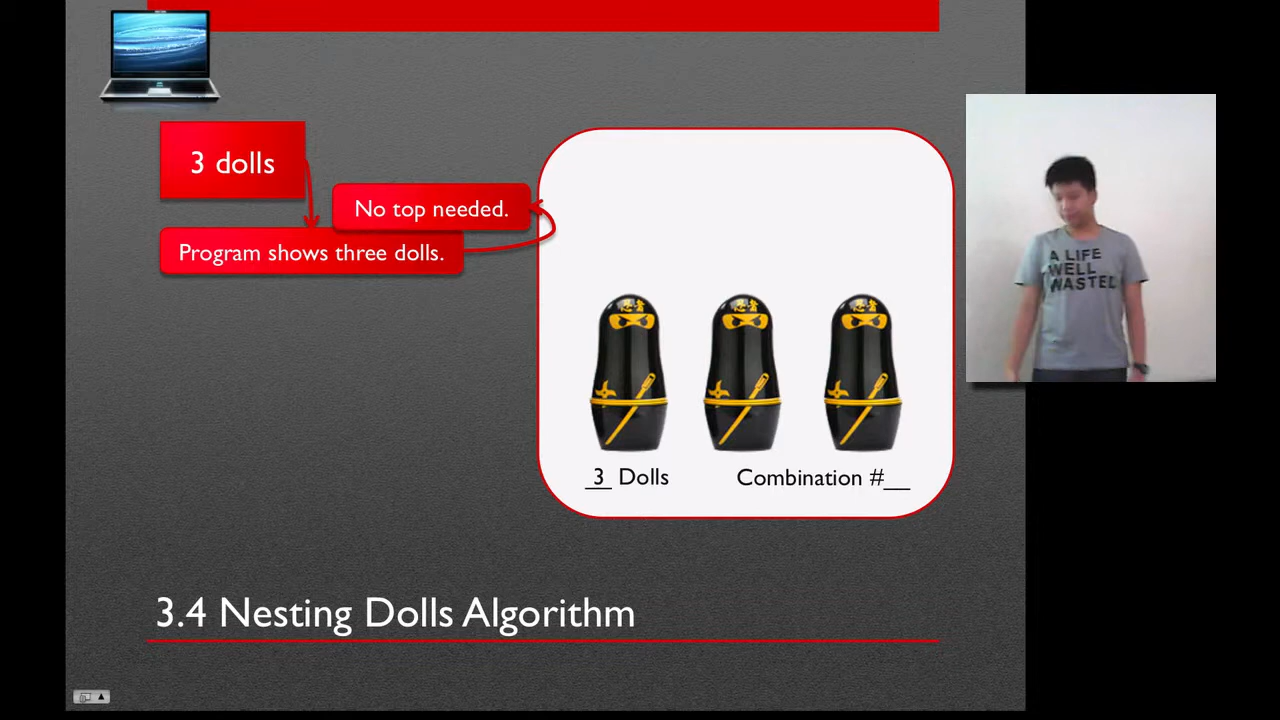 3 dolls
No top needed.
Program shows three dolls.
A LIFE
WELL
WASTED
3 Dolls
Combination #__
3.4 Nesting Dolls Algorithm